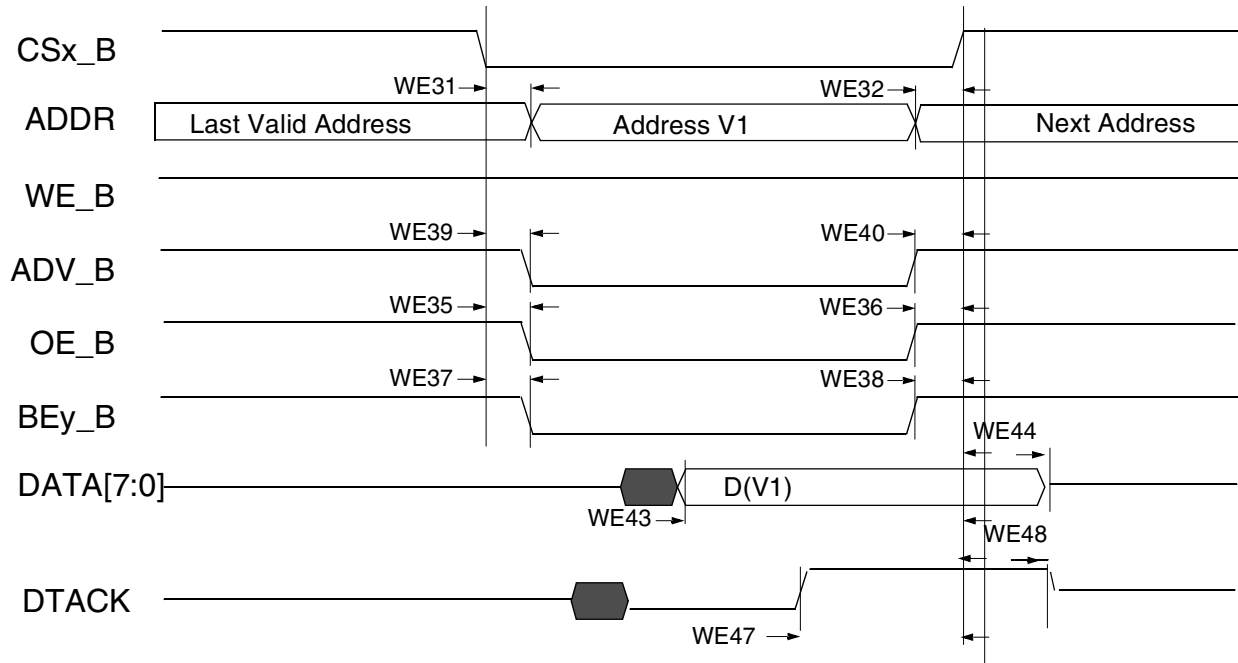 CSx_B
WE31
WE32
ADDR
Last Valid Address
Address V1
Next Address
WE_B
WE39
WE40
ADV_B
WE35
WE36
OE_B
WE37
WE38
BEy_B
WE44
DATA[7:0]
D(V1)
WE43
WE48
DTACK
WE47